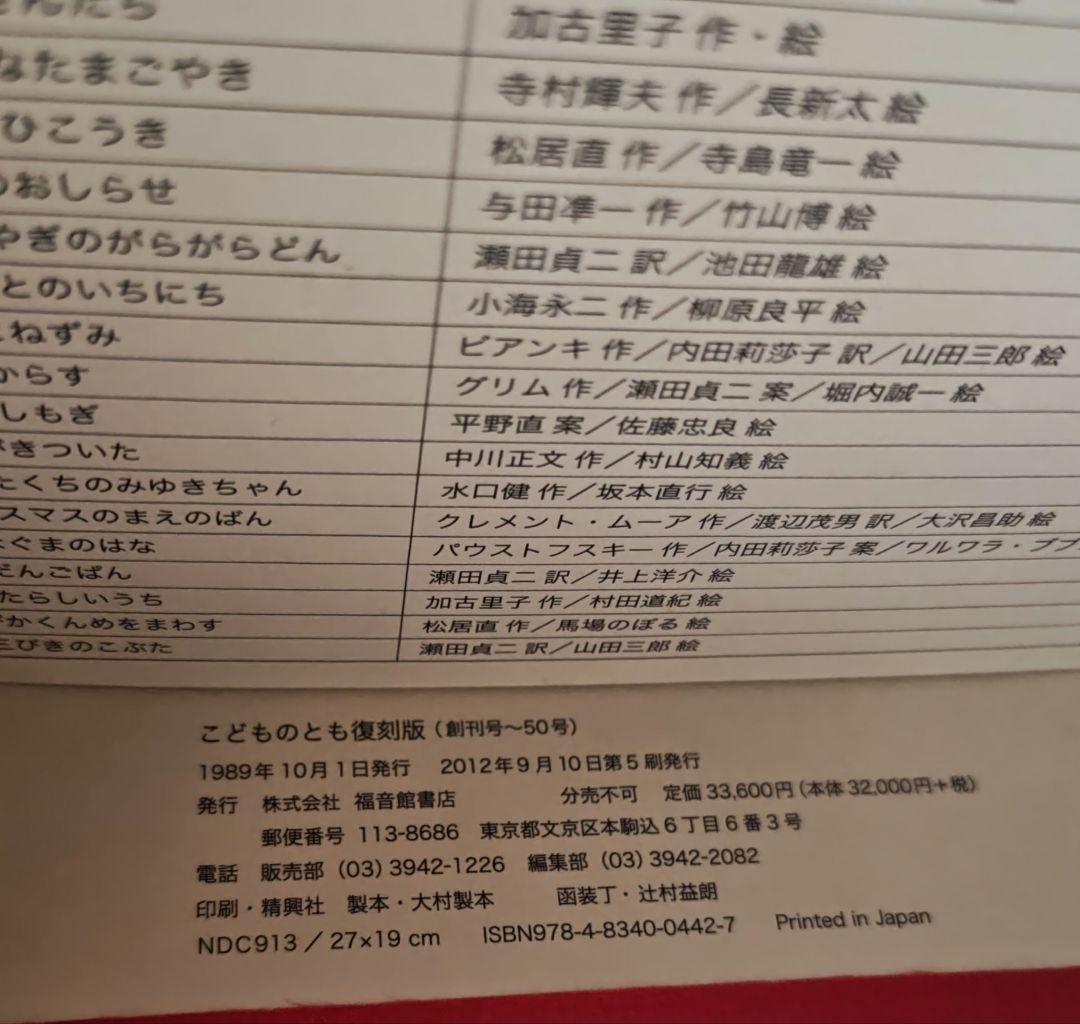 んたち 加古里子 作・絵
なたまごやき 寺村輝夫 作／長新太 絵
ひこうき 松居直 作／寺島竜一 絵
おしらせ 与田凖一 作／竹山博 絵
やぎのがらがらどん 瀬田貞二 訳／池田龍雄 絵
とのいちにち 小海永二 作／柳原良平 絵
ねずみ ビアンキ 作／内田莉莎子 訳／山田三郎 絵
からす グリム 作／瀬田貞二 案／堀内誠一 絵
しもぎ 平野直 案／佐藤忠良 絵
きついた 中川正文 作／村山知義 絵
たくちのみゆきちゃん 水口健 作／坂本直行 絵
スマスのまえのばん クレメント・ムーア 作／渡辺茂男 訳／大沢昌助 絵
ぐまのはな パウストフスキー 作／内田莉莎子 案／ワルワラ・ブブ
だんごぱん 瀬田貞二 訳／井上洋介 絵
たらしいうち 加古里子 作／村田道紀 絵
かくんめをまわす 松居直 作／馬場のぼる 絵
三びきのこぶた 瀬田貞二 訳／山田三郎 絵
こどものとも復刻版（創刊号〜50号）
1989年10月1日発行 2012年9月10日第5刷発行
発行 株式会社 福音館書店 分売不可 定価33,600円（本体32,000円+税）
郵便番号 113-8686 東京都文京区本駒込6丁目6番3号
電話 販売部（03）3942-1226 編集部（03）3942-2082
印刷・精興社 製本・大村製本 函装丁・辻村益朗
NDC913／27×19 cm ISBN978-4-8340-0442-7 Printed in Japan